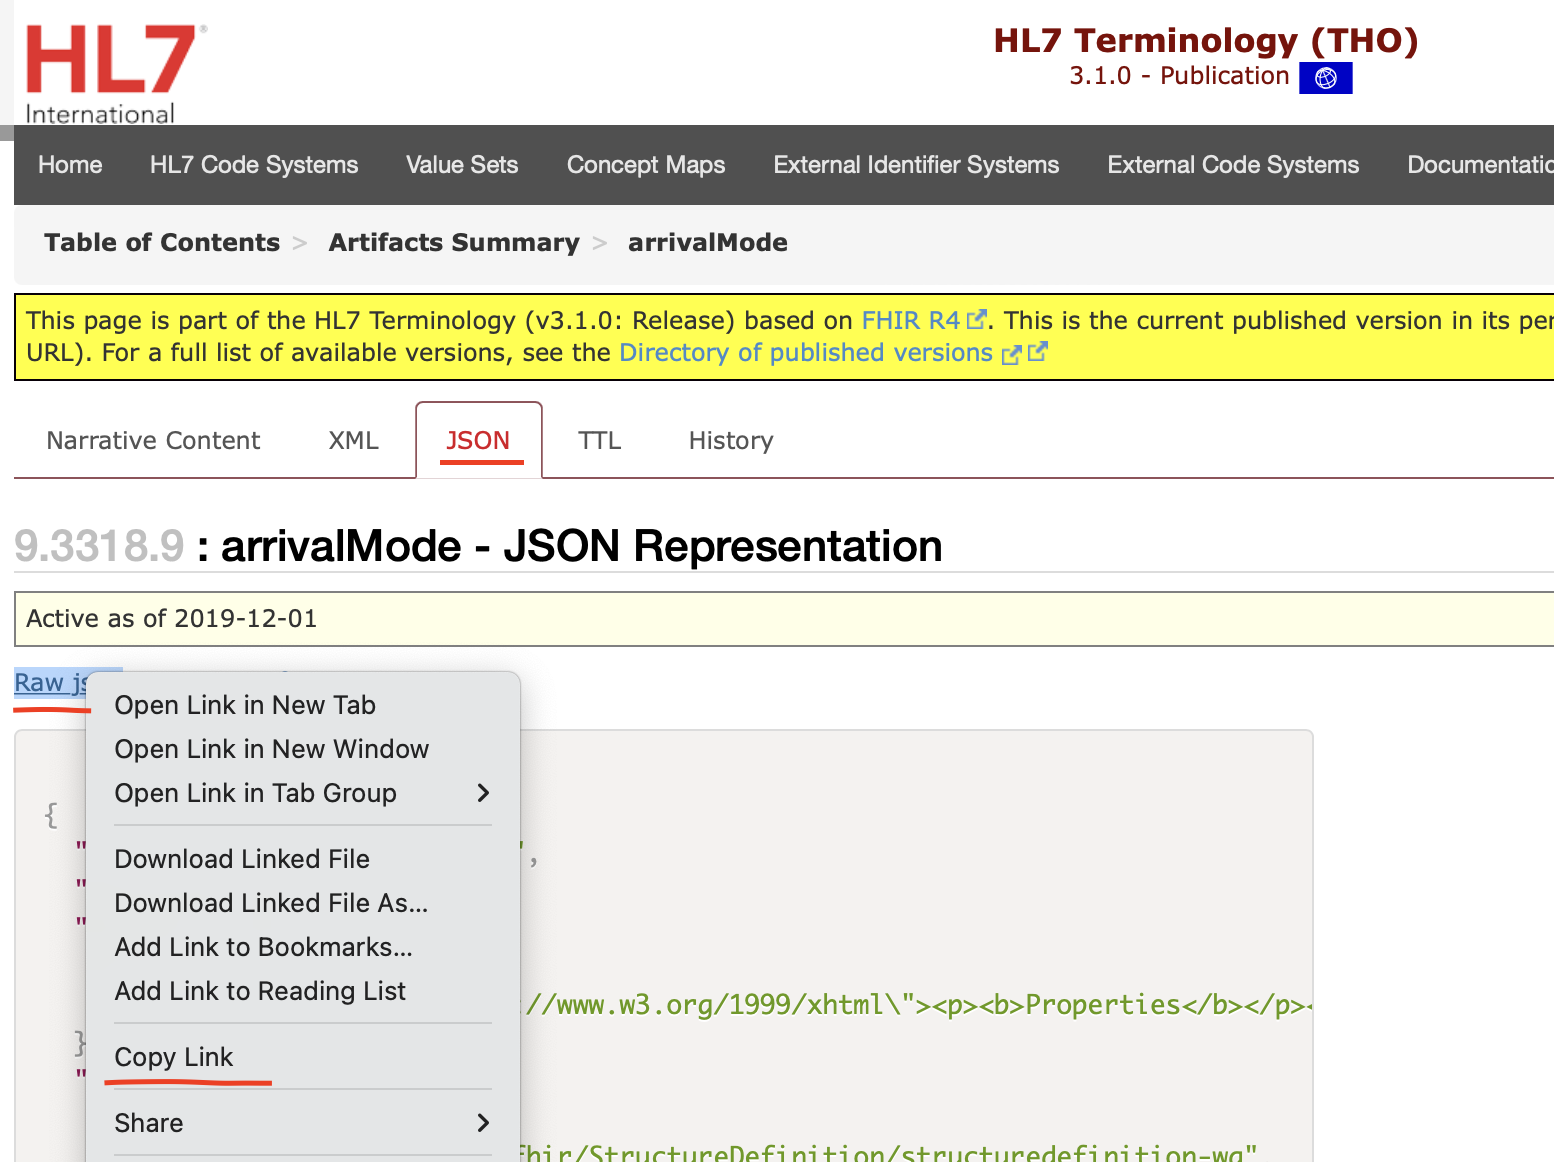 HL7®
International
HL7 Terminology (THO)
3.1.0 - Publication
Home HL7 Code Systems Value Sets Concept Maps External Identifier Systems External Code Systems Documentatio
Table of Contents > Artifacts Summary > arrivalMode
This page is part of the HL7 Terminology (v3.1.0: Release) based on FHIR R4. This is the current published version in its per
URL). For a full list of available versions, see the Directory of published versions
Narrative Content XML JSON TTL History
9.3318.9 : arrivalMode - JSON Representation
Active as of 2019-12-01
Raw js
Open Link in New Tab
Open Link in New Window
Open Link in Tab Group
{
Download Linked File
",
"
Download Linked File As...
"
"
Add Link to Bookmarks...
Add Link to Reading List
://www.w3.org/1999/xhtml\"><p><b>Properties</b></p><
}
Copy Link
"
Share
fhir/StructureDefinition/structuredefinition-wg"